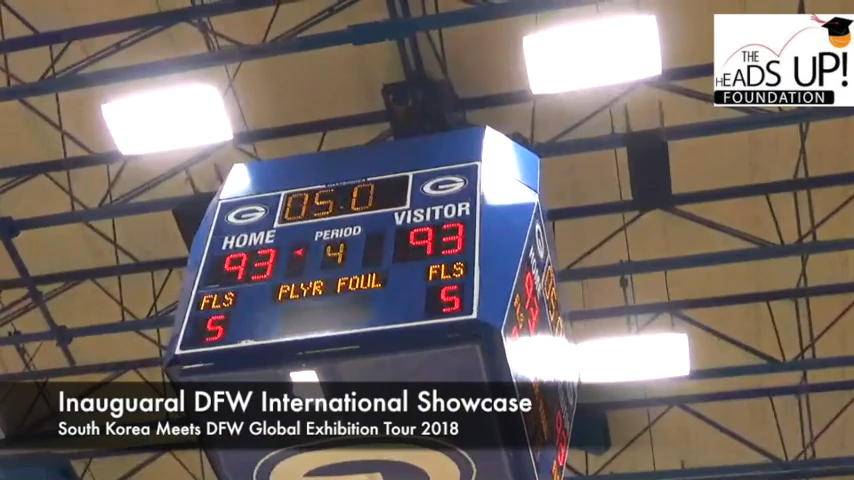 THE
HEADS UP!
FOUNDATION
G 05.0 G
HOME PERIOD VISITOR
93 4 93
FLS PLYR FOUL FLS
5 5
Inauguaral DFW International Showcase
South Korea Meets DFW Global Exhibition Tour 2018